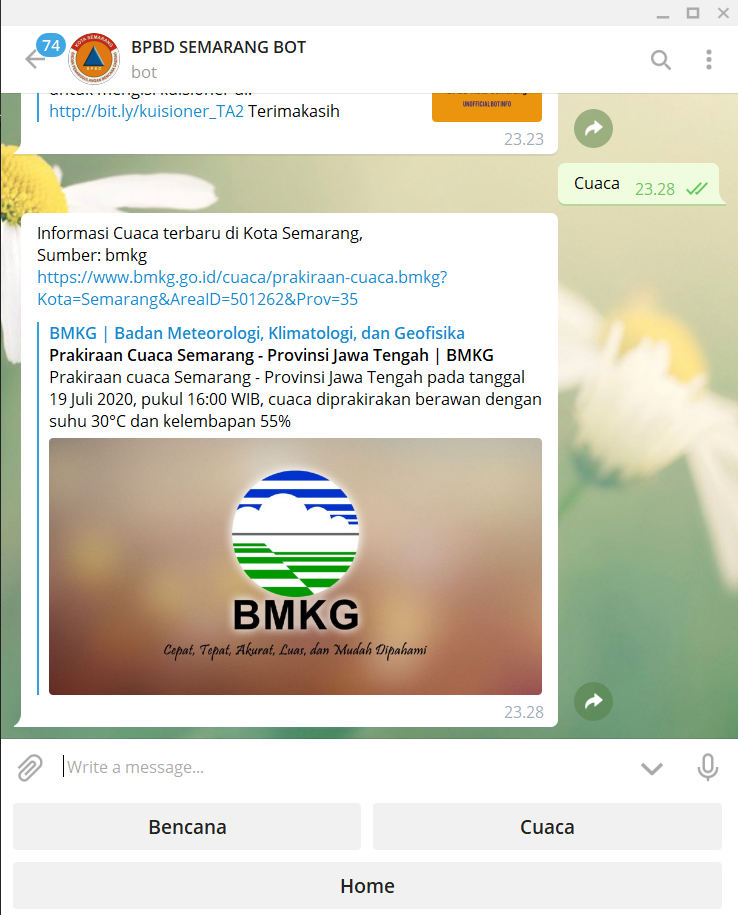 74
BPBD SEMARANG BOT
bot
untuk mengisi kuisioner di:
http://bit.ly/kuisioner_TA2 Terimakasih
UNOFFICIAL BOT INFO
23.23
Cuaca 23.28
Informasi Cuaca terbaru di Kota Semarang,
Sumber: bmkg
https://www.bmkg.go.id/cuaca/prakiraan-cuaca.bmkg?
Kota=Semarang&AreaID=501262&Prov=35
BMKG | Badan Meteorologi, Klimatologi, dan Geofisika
Prakiraan Cuaca Semarang - Provinsi Jawa Tengah | BMKG
Prakiraan cuaca Semarang - Provinsi Jawa Tengah pada tanggal
19 Juli 2020, pukul 16:00 WIB, cuaca diprakirakan berawan dengan
suhu 30°C dan kelembapan 55%
BMKG
Cepat, Tepat, Akurat, Luas, dan Mudah Dipahami
23.28
Write a message...
Bencana
Cuaca
Home